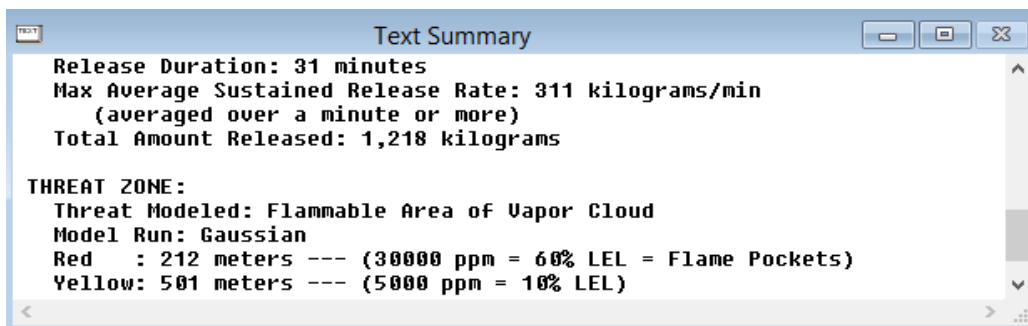 TEXT
Text Summary
Release Duration: 31 minutes
Max Average Sustained Release Rate: 311 kilograms/min
(averaged over a minute or more)
Total Amount Released: 1,218 kilograms
THREAT ZONE:
Threat Modeled: Flammable Area of Vapor Cloud
Model Run: Gaussian
Red   : 212 meters --- (30000 ppm = 60% LEL = Flame Pockets)
Yellow: 501 meters --- (5000 ppm = 10% LEL)